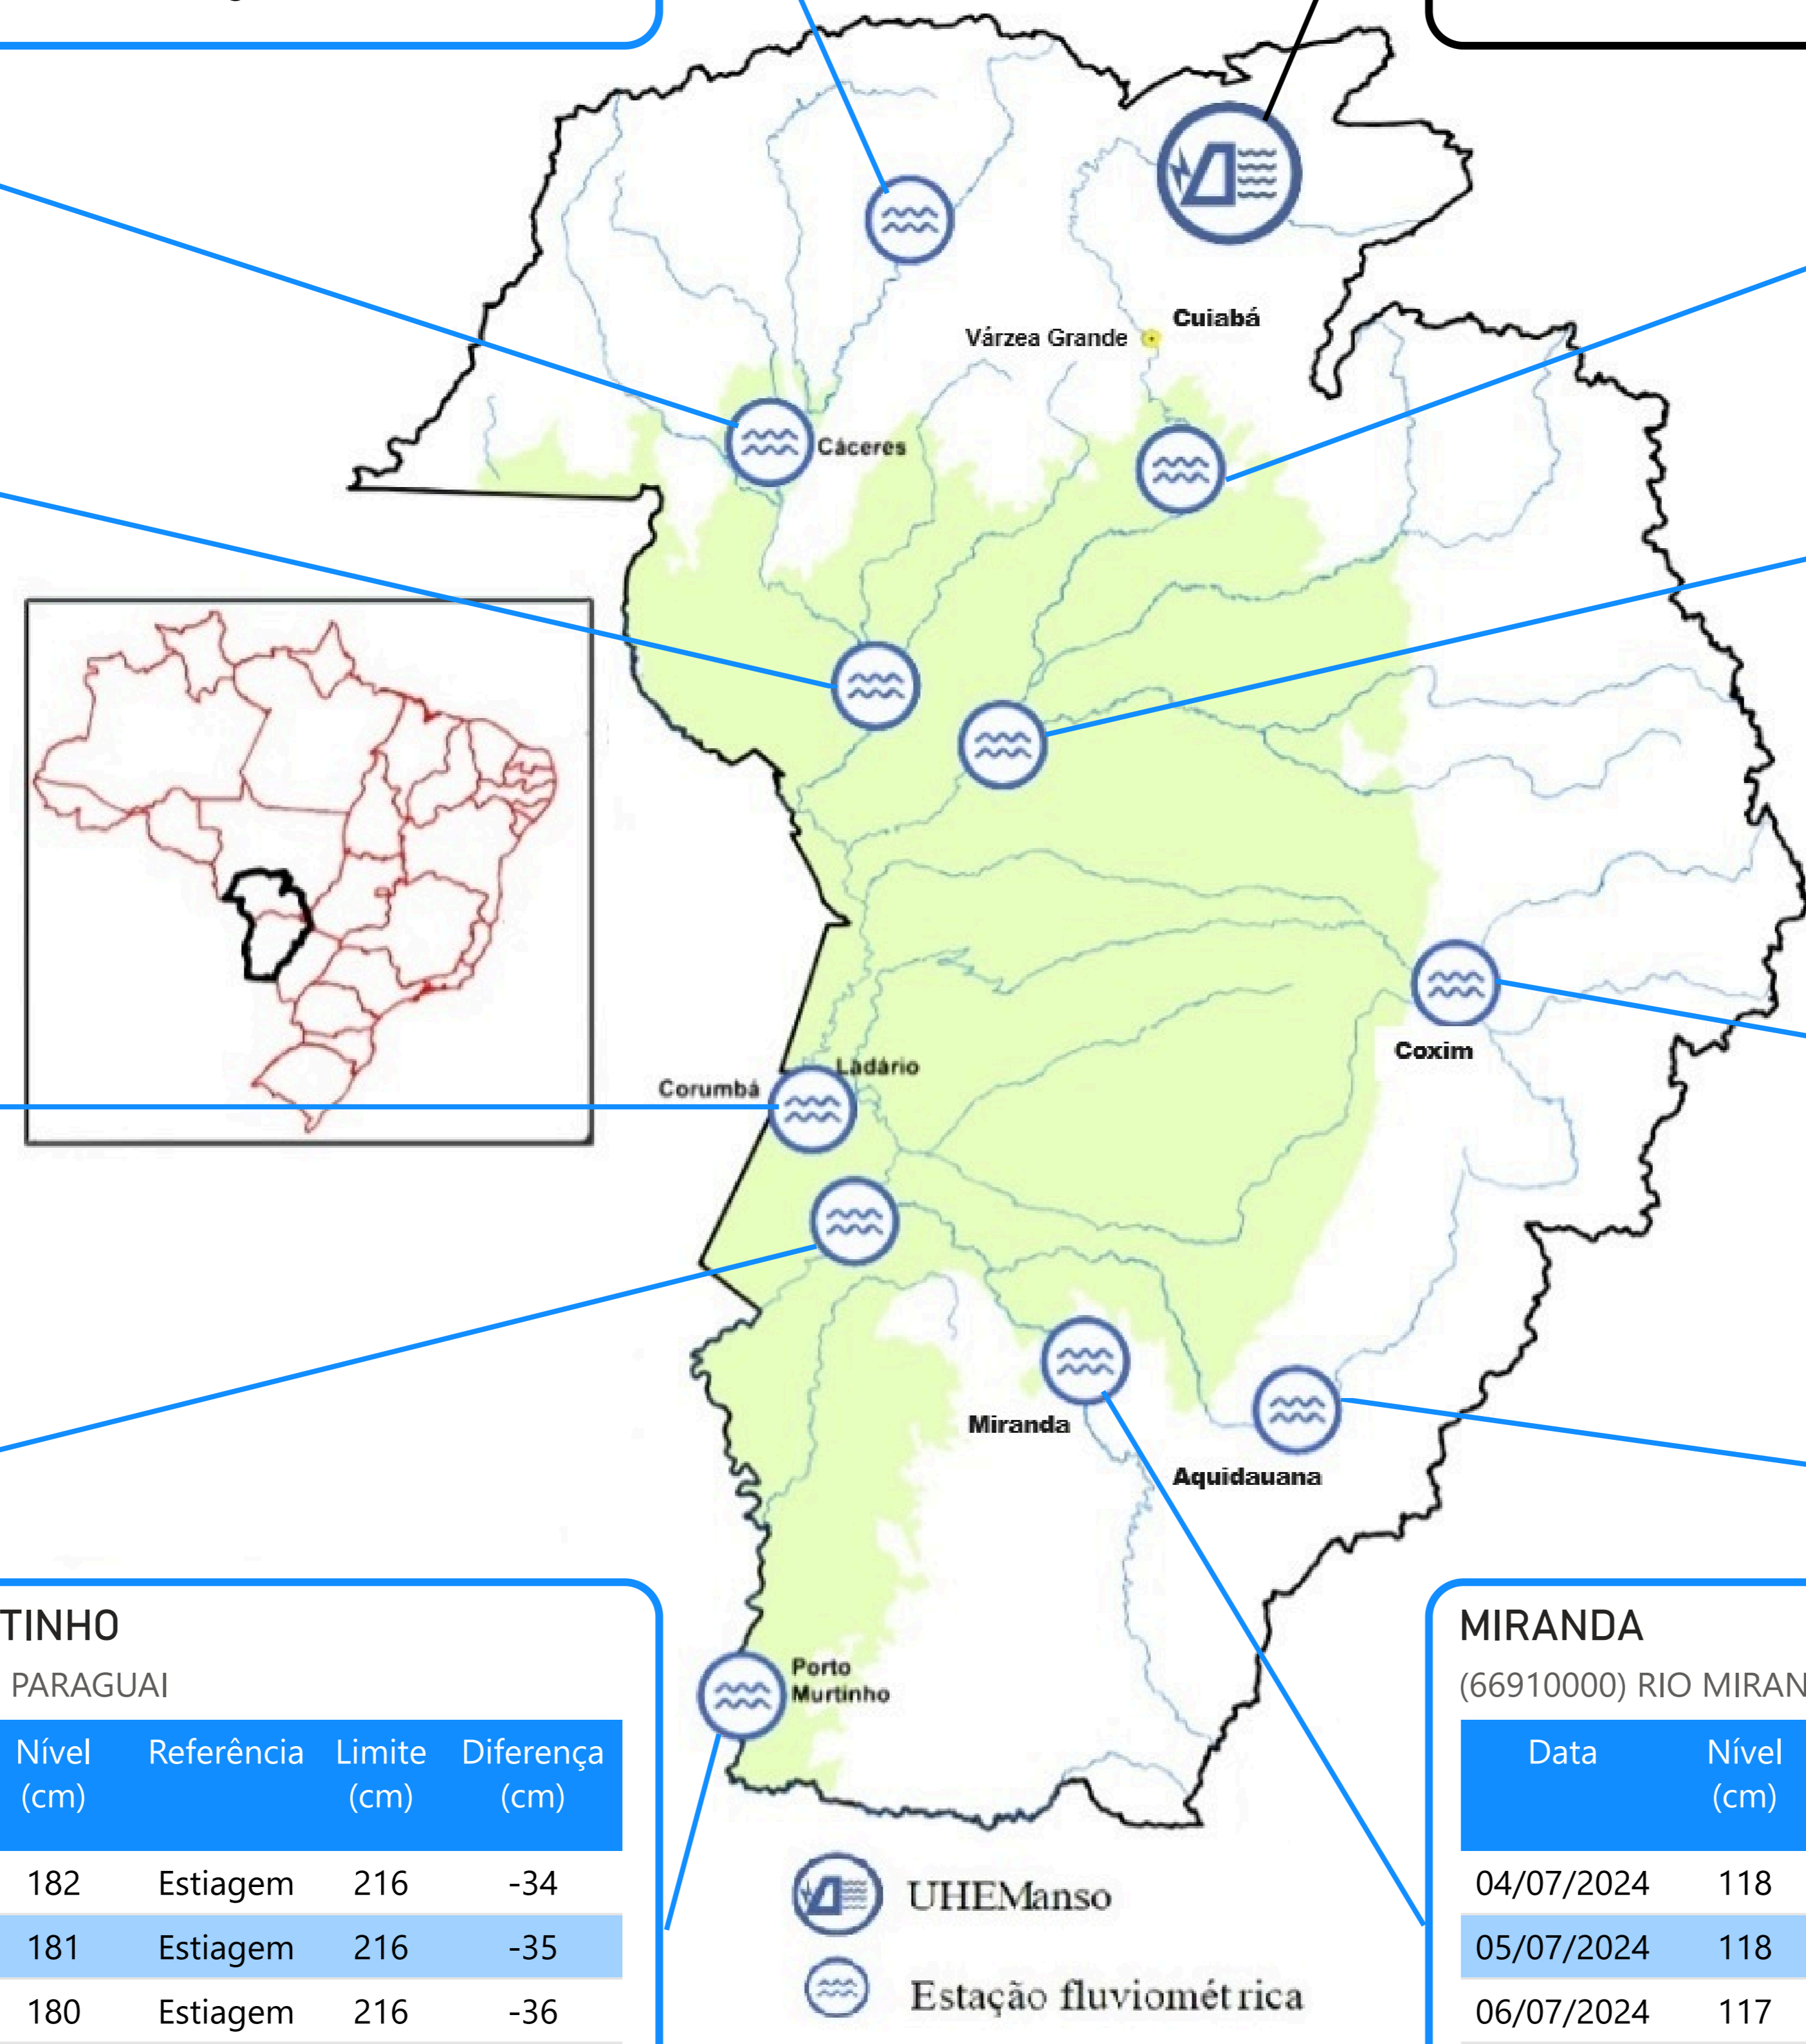 Cuiabá
Várzea Grande
Cáceres
Coxim
Ladário
Corumbá
Miranda
Aquidauana
Porto
Murtinho
UHEManso
Estação fluviométrica
TINHO
PARAGUAI
Nível (cm) Referência Limite (cm) Diferença (cm)
182 Estiagem 216 -34
181 Estiagem 216 -35
180 Estiagem 216 -36
MIRANDA
(66910000) RIO MIRAN
Data Nível (cm)
04/07/2024 118
05/07/2024 118
06/07/2024 117